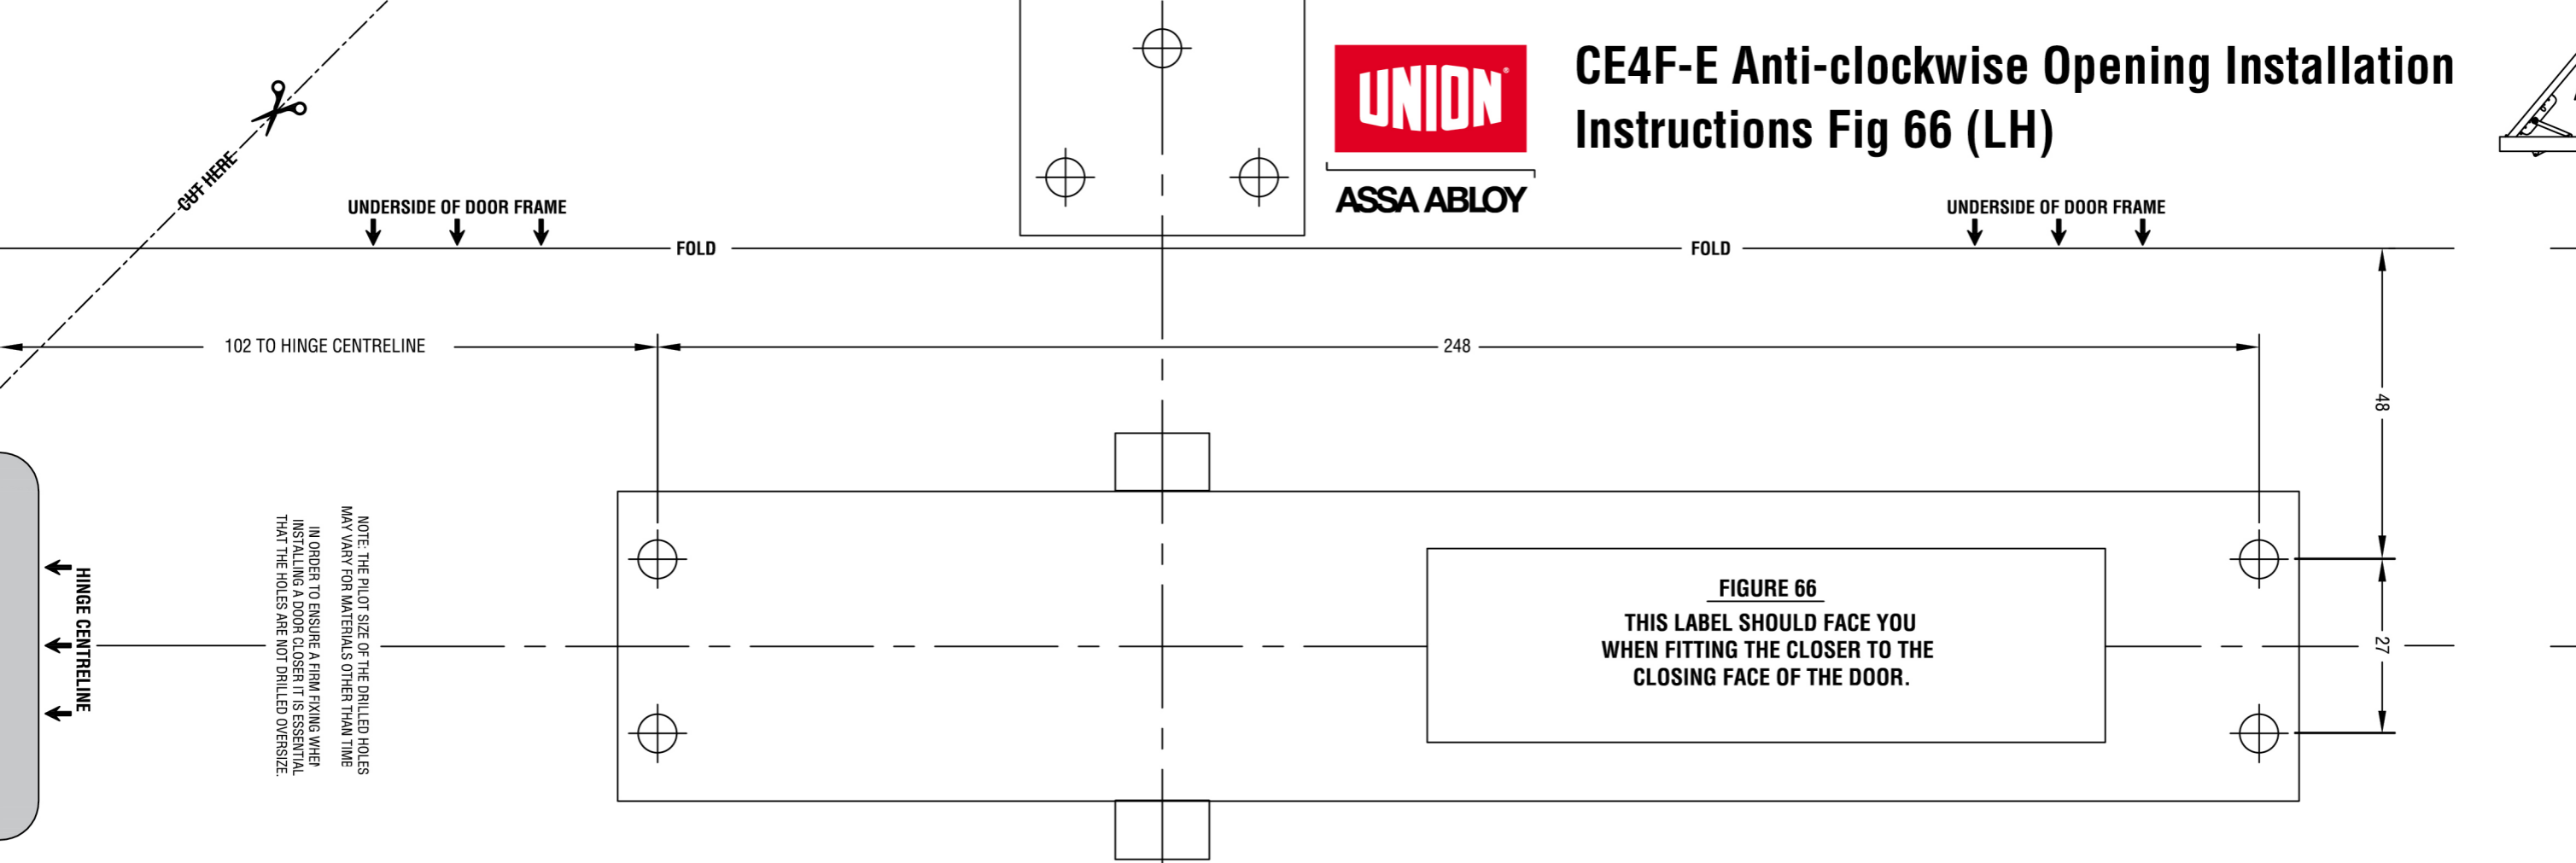 UNION®
ASSA ABLOY
CE4F-E Anti-clockwise Opening Installation
Instructions Fig 66 (LH)
CUT HERE
UNDERSIDE OF DOOR FRAME
UNDERSIDE OF DOOR FRAME
FOLD
FOLD
102 TO HINGE CENTRELINE
248
48
27
HINGE CENTRELINE
NOTE: THE PILOT SIZE OF THE DRILLED HOLES
MAY VARY FOR MATERIALS OTHER THAN TIMB
IN ORDER TO ENSURE A FIRM FIXING WHEN
INSTALLING A DOOR CLOSER IT IS ESSENTIAL
THAT THE HOLES ARE NOT DRILLED OVERSIZE.
FIGURE 66
THIS LABEL SHOULD FACE YOU
WHEN FITTING THE CLOSER TO THE
CLOSING FACE OF THE DOOR.